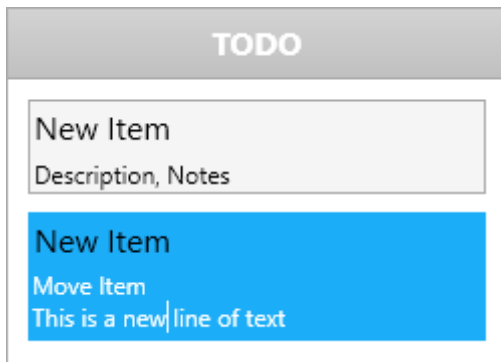 TODO
New Item
Description, Notes
New Item
Move Item
This is a new line of text